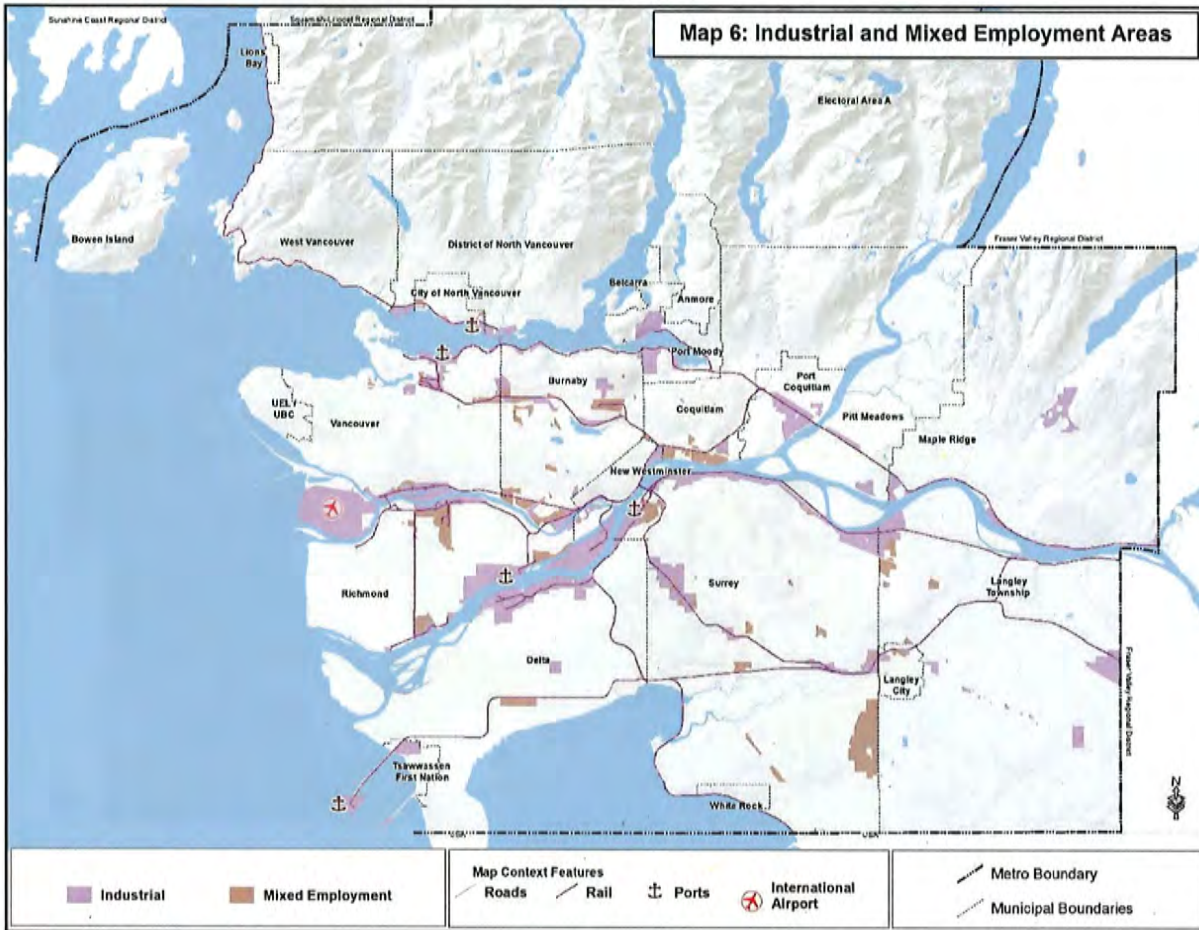 Sunshine Coast Regional District
Squamish-Lillooet Regional District
Map 6: Industrial and Mixed Employment Areas
Lions
Bay
Electoral Area A
Bowen Island
West Vancouver
District of North Vancouver
Fraser Valley Regional District
City of North Vancouver
Belcarra
Anmore
Port Moody
Burnaby
Port
Coquitlam
UEL /
UBC
Vancouver
Coquitlam
Pitt Meadows
Maple Ridge
New Westminster
Richmond
Surrey
Langley
Township
Delta
Langley
City
Fraser Valley Regional District
Tsawwassen
First Nation
White Rock
N
USA
USA
Industrial
Mixed Employment
Map Context Features
Roads
Rail
Ports
International
Airport
Metro Boundary
Municipal Boundaries